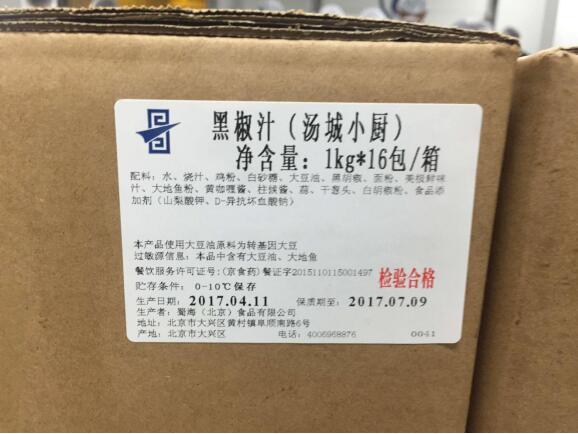 黑椒汁（汤城小厨）
净含量：1kg*16包/箱
配料：水、烧汁、鸡粉、白砂糖、大豆油、黑胡椒、面粉、美极鲜味
汁、大地鱼粉、黄咖喱酱、柱候酱、蒜、干葱头、白胡椒粉、食品添
加剂（山梨酸钾、D-异抗坏血酸钠）
本产品使用大豆油原料为转基因大豆
过敏源信息：本品中含有大豆油、大地鱼
餐饮服务许可证号:(京食药)餐证字2015110115001497
检验合格
贮存条件：0-10℃保存
生产日期：2017.04.11 保质期至：2017.07.09
生产者：蜀海（北京）食品有限公司
地址：北京市大兴区黄村镇阜顺南路6号
产地：北京市大兴区 电话：4006968876 0041